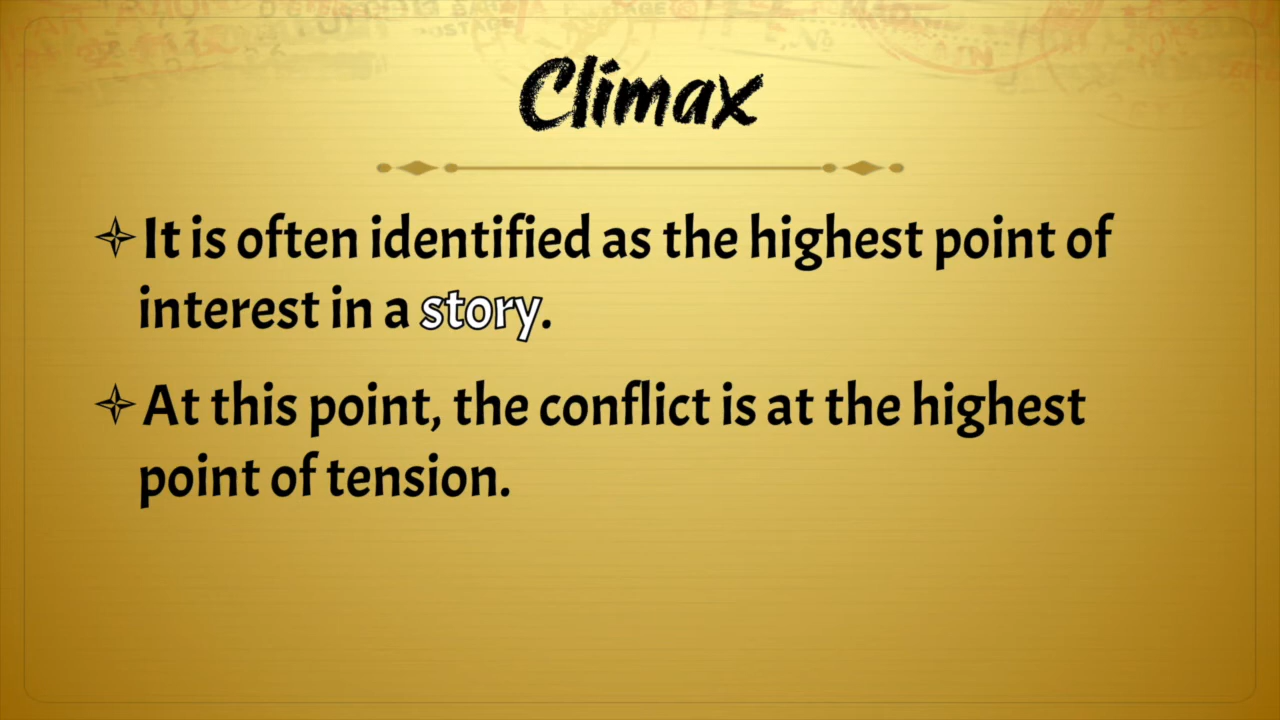 Climax
It is often identified as the highest point of
interest in a story.
At this point, the conflict is at the highest
point of tension.